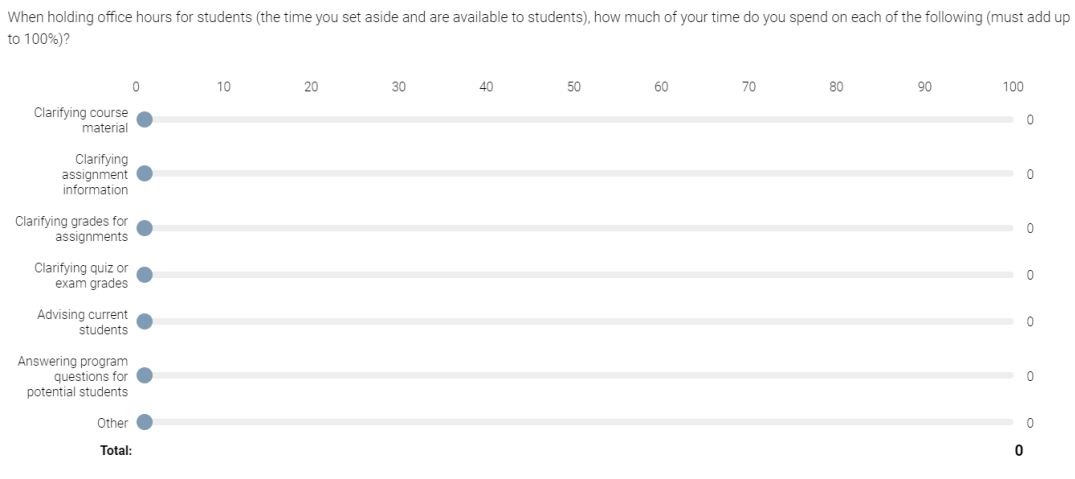 When holding office hours for students (the time you set aside and are available to students), how much of your time do you spend on each of the following (must add up
to 100%)?
0 10 20 30 40 50 60 70 80 90 100
Clarifying course
material
0
Clarifying
assignment
information
0
Clarifying grades for
assignments
0
Clarifying quiz or
exam grades
0
Advising current
students
0
Answering program
questions for
potential students
0
Other 0
Total: 0